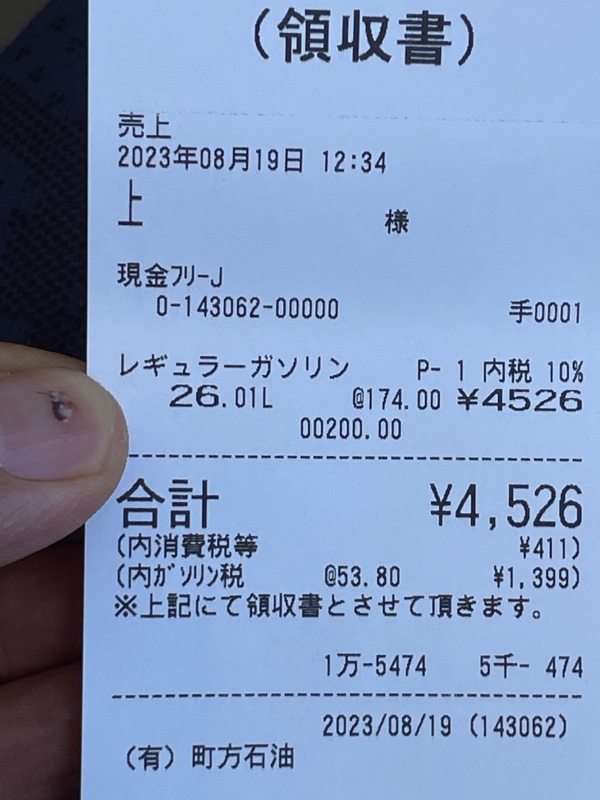 (領収書)
売上
2023年08月19日 12:34
上 様
現金フリーJ
0-143062-00000 手0001
レギュラーガソリン P- 1 内税 10%
26.01L @174.00 ¥4526
00200.00
合計 ¥4,526
(内消費税等 ¥411)
(内ガソリン税 @53.80 ¥1,399)
※上記にて領収書とさせて頂きます。
1万-5474 5千- 474
2023/08/19 (143062)
(有) 町方石油